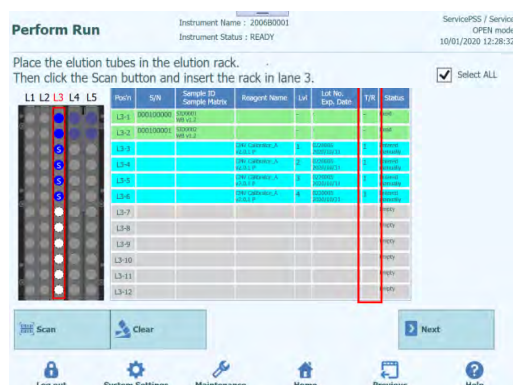 Perform Run
Instrument Name : 2006B0001
Instrument Status : READY
ServicePSS / Service
OPEN mode
10/01/2020 12:28:32
Place the elution tubes in the elution rack.
Then click the Scan button and insert the rack in lane 3.
Select ALL
L1 L2 L3 L4 L5
Pos'n S/N Sample ID Sample Matrix Reagent Name Lvl Lot No. Exp. Date T/R Status
L3-1 000100000
L3-2 000100001
L3-3 1
L3-4 2
L3-5
L3-6 4
L3-7 Empty
L3-8 Empty
L3-9 Empty
L3-10 Empty
L3-11 Empty
L3-12 Empty
S
S
S
S
Scan
Clear
Next
Log out
System Settings
Maintenance
Home
Previous
Help